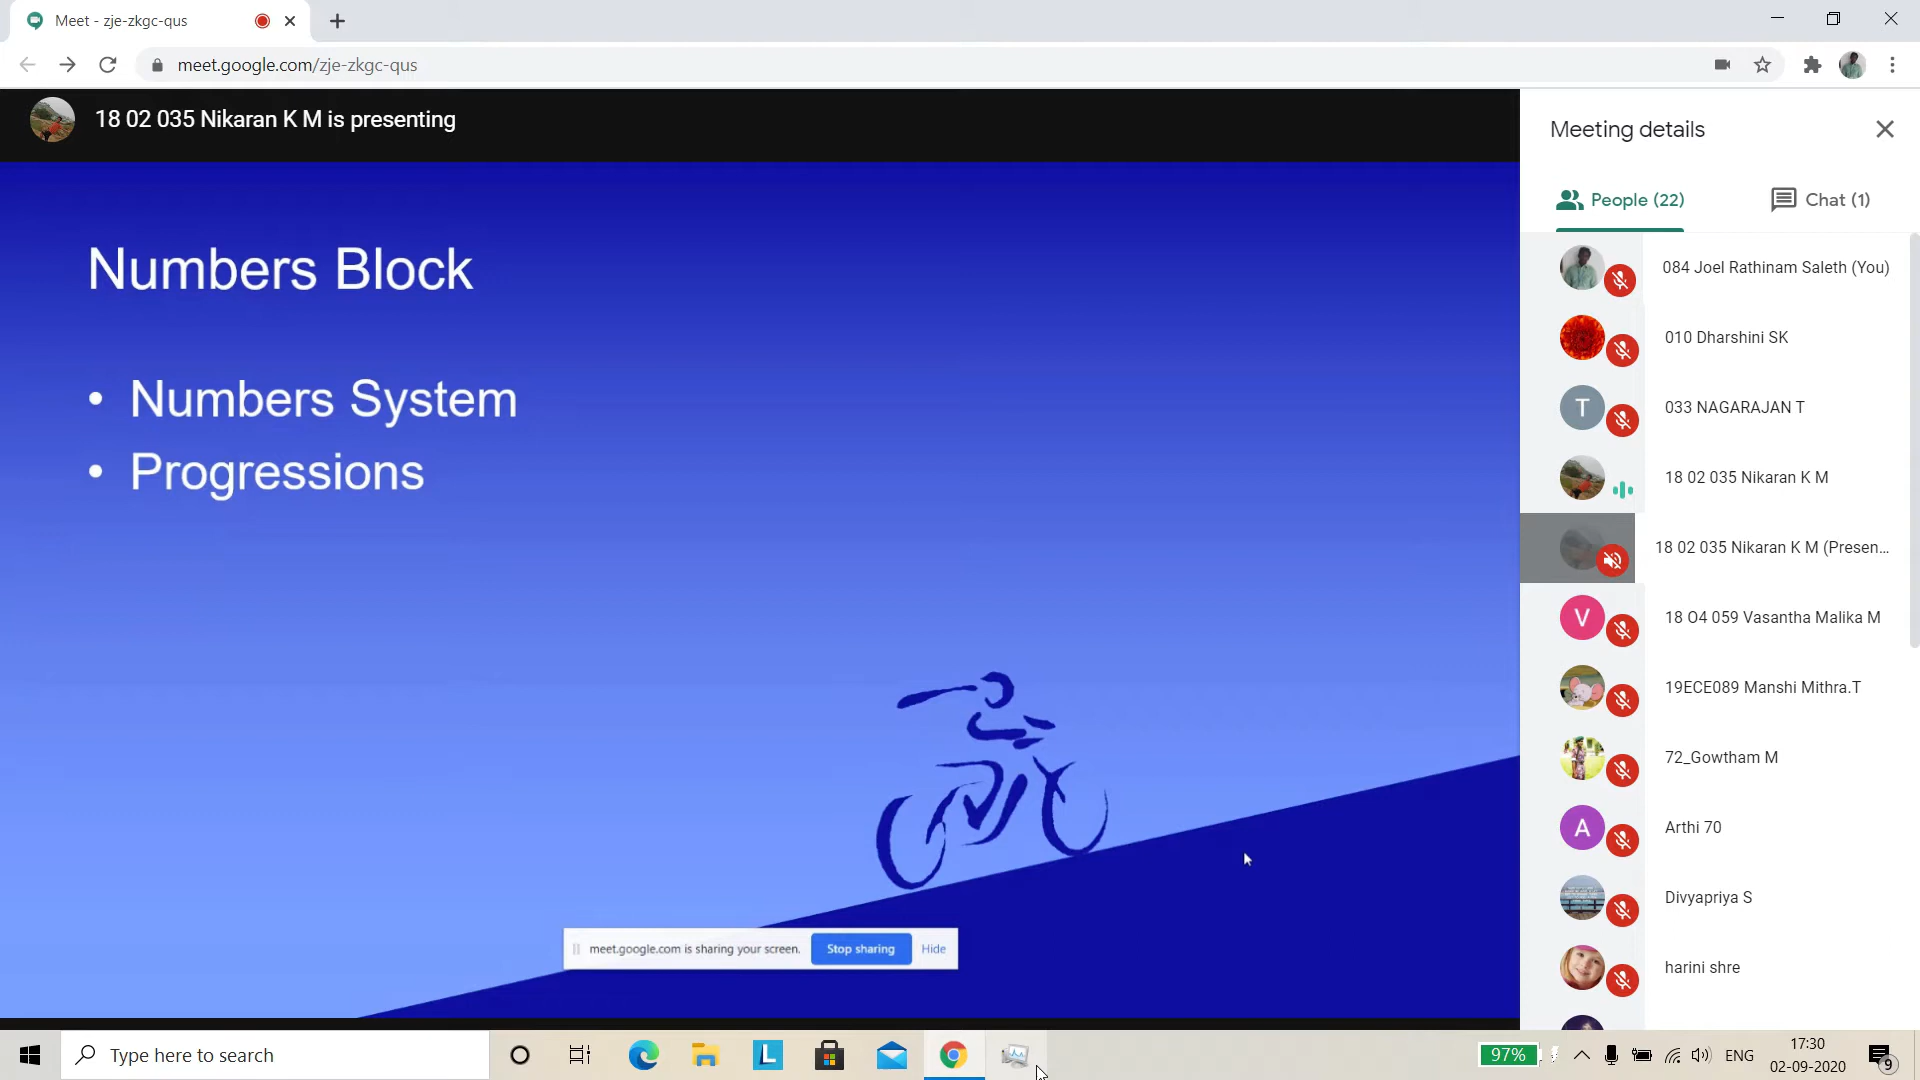 Meet - zje-zkgc-qus
meet.google.com/zje-zkgc-qus
18 02 035 Nikaran K M is presenting
Numbers Block
• Numbers System
• Progressions
meet.google.com is sharing your screen. Stop sharing Hide
Meeting details
People (22) Chat (1)
084 Joel Rathinam Saleth (You)
010 Dharshini SK
T 033 NAGARAJAN T
18 02 035 Nikaran K M
18 02 035 Nikaran K M (Presen...
V 18 O4 059 Vasantha Malika M
19ECE089 Manshi Mithra.T
72_Gowtham M
A Arthi 70
Divyapriya S
harini shre
Type here to search
L
97%
ENG
17:30
02-09-2020
9